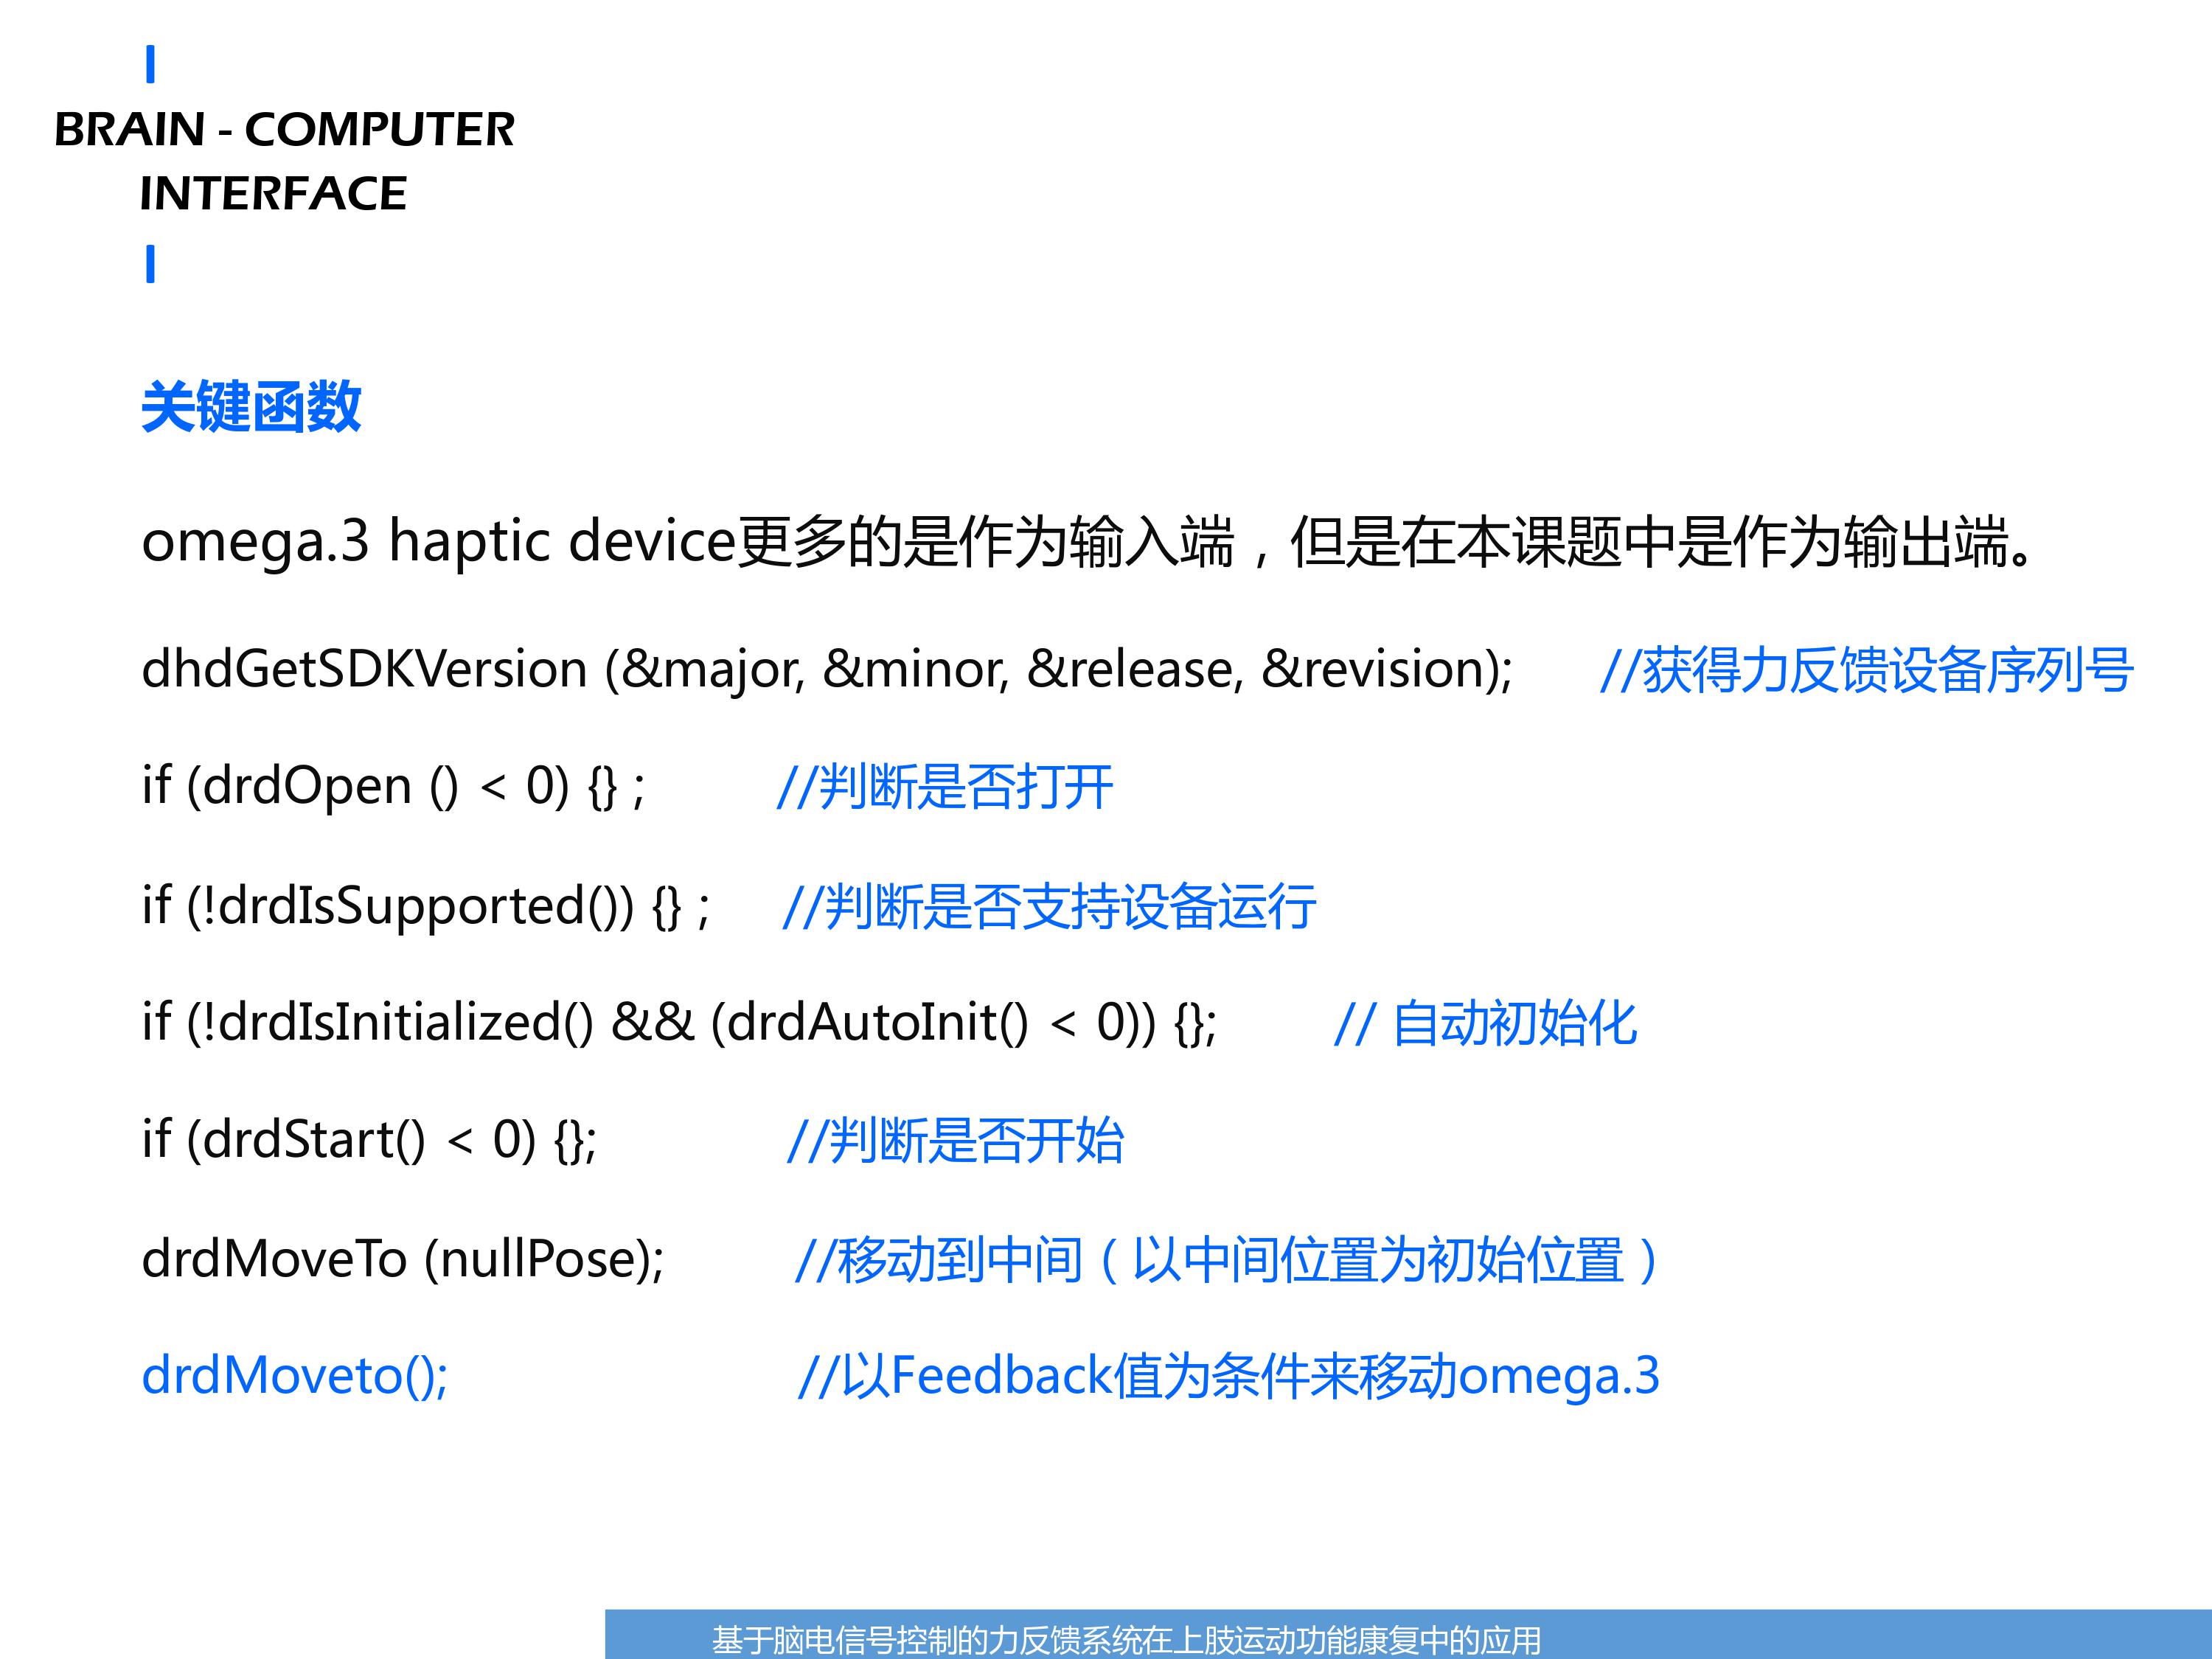 BRAIN - COMPUTER
INTERFACE
关键函数
omega.3 haptic device更多的是作为输入端，但是在本课题中是作为输出端。
dhdGetSDKVersion (&major, &minor, &release, &revision); //获得力反馈设备序列号
if (drdOpen () < 0) {} ; //判断是否打开
if (!drdIsSupported()) {} ; //判断是否支持设备运行
if (!drdIsInitialized() && (drdAutoInit() < 0)) {}; // 自动初始化
if (drdStart() < 0) {}; //判断是否开始
drdMoveTo (nullPose); //移动到中间（以中间位置为初始位置）
drdMoveto(); //以Feedback值为条件来移动omega.3
基于脑电信号控制的力反馈系统在上肢运动功能康复中的应用